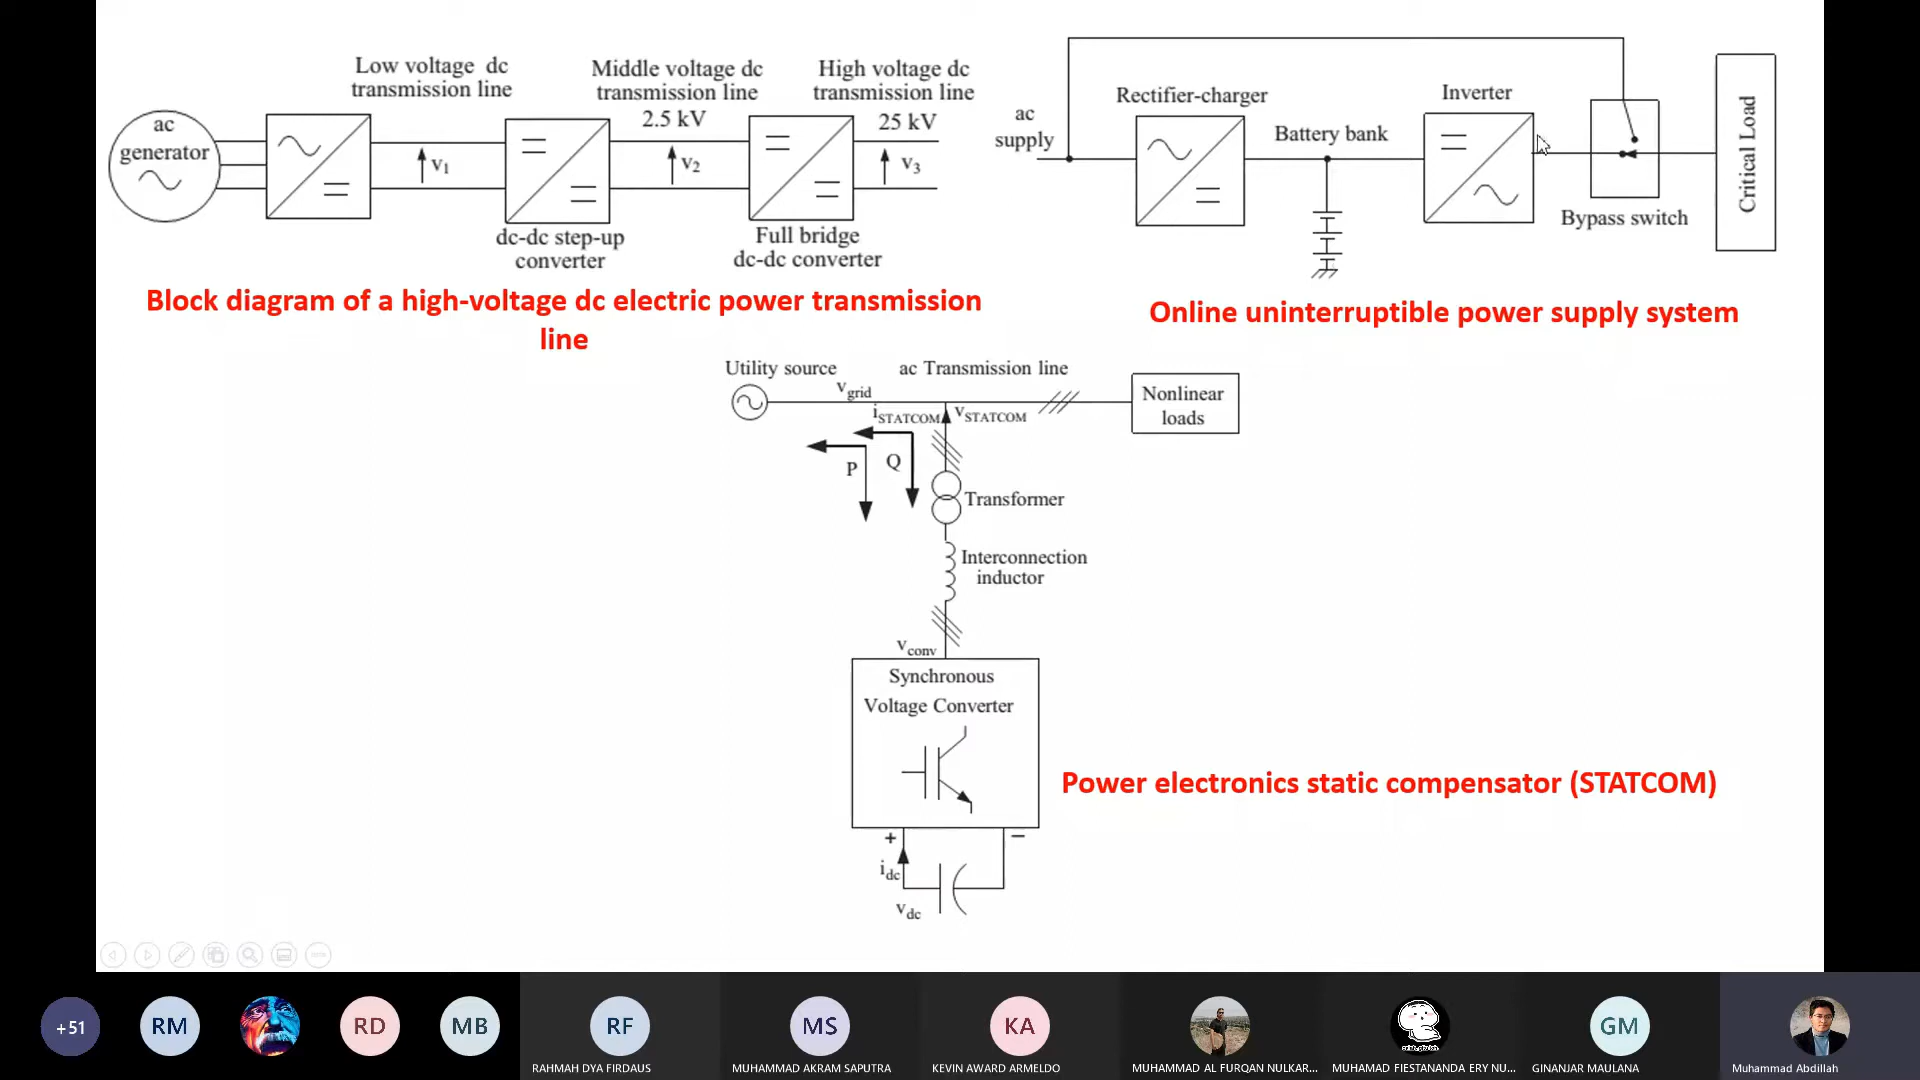 Low voltage dc
transmission line
Middle voltage dc
transmission line
2.5 kV
High voltage dc
transmission line
25 kV
ac
generator
V1
V2
V3
dc-dc step-up
converter
Full bridge
dc-dc converter
Block diagram of a high-voltage dc electric power transmission
line
ac
supply
Rectifier-charger
Battery bank
Inverter
Bypass switch
Critical Load
Online uninterruptible power supply system
Utility source
ac Transmission line
Vgrid
iSTATCOM
VSTATCOM
Nonlinear
loads
P
Q
Transformer
Interconnection
inductor
Vconv
Synchronous
Voltage Converter
+
−
idc
Vdc
Power electronics static compensator (STATCOM)
+51
RM
RD
MB
RF
RAHMAH DYA FIRDAUS
MS
MUHAMMAD AKRAM SAPUTRA
KA
KEVIN AWARD ARMELDO
MUHAMMAD AL FURQAN NULKAR...
MUHAMAD FIESTANANDA ERY NU...
GM
GINANJAR MAULANA
Muhammad Abdillah